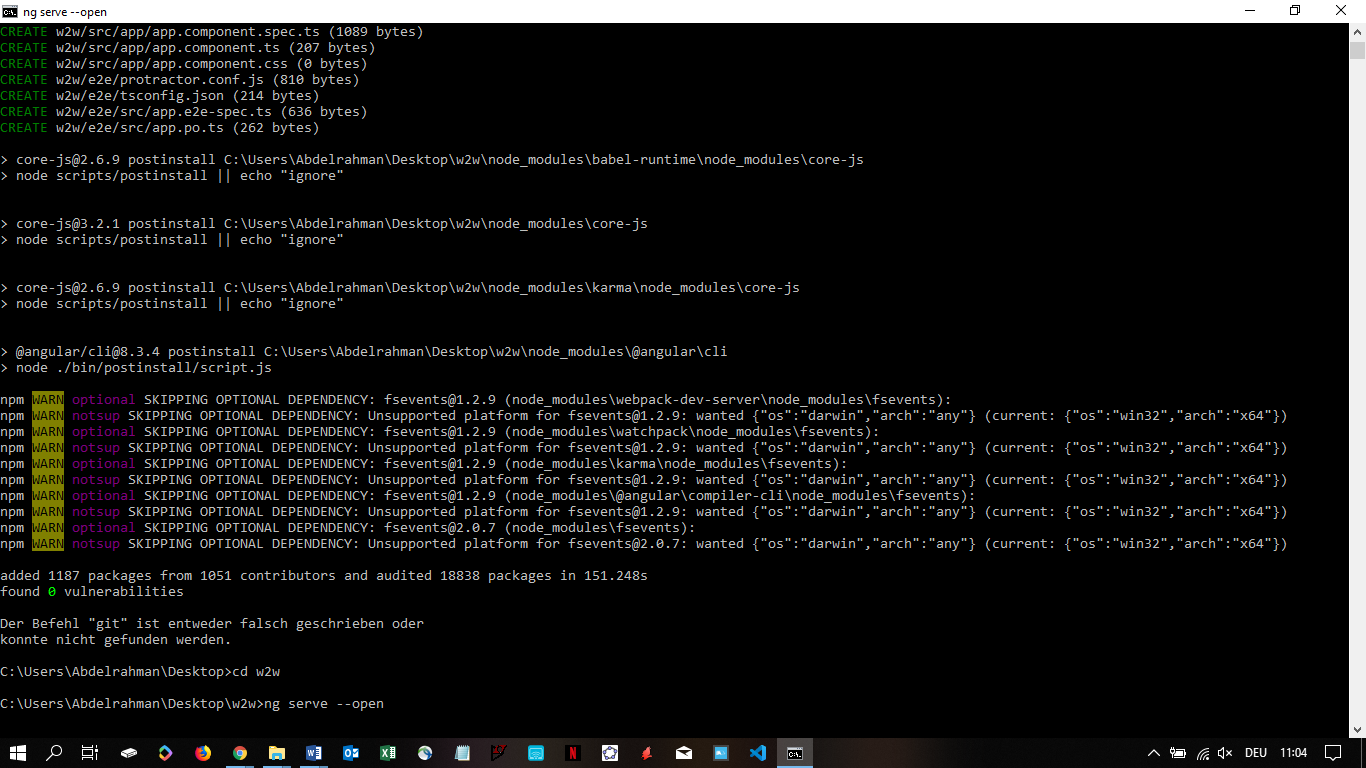 ng serve --open
CREATE w2w/src/app/app.component.spec.ts (1089 bytes)
CREATE w2w/src/app/app.component.ts (207 bytes)
CREATE w2w/src/app/app.component.css (0 bytes)
CREATE w2w/e2e/protractor.conf.js (810 bytes)
CREATE w2w/e2e/tsconfig.json (214 bytes)
CREATE w2w/e2e/src/app.e2e-spec.ts (636 bytes)
CREATE w2w/e2e/src/app.po.ts (262 bytes)
> core-js@2.6.9 postinstall C:\Users\Abdelrahman\Desktop\w2w\node_modules\babel-runtime\node_modules\core-js
> node scripts/postinstall || echo "ignore"
> core-js@3.2.1 postinstall C:\Users\Abdelrahman\Desktop\w2w\node_modules\core-js
> node scripts/postinstall || echo "ignore"
> core-js@2.6.9 postinstall C:\Users\Abdelrahman\Desktop\w2w\node_modules\karma\node_modules\core-js
> node scripts/postinstall || echo "ignore"
> @angular/cli@8.3.4 postinstall C:\Users\Abdelrahman\Desktop\w2w\node_modules\@angular\cli
> node ./bin/postinstall/script.js
npm WARN optional SKIPPING OPTIONAL DEPENDENCY: fsevents@1.2.9 (node_modules\webpack-dev-server\node_modules\fsevents):
npm WARN notsup SKIPPING OPTIONAL DEPENDENCY: Unsupported platform for fsevents@1.2.9: wanted {"os":"darwin","arch":"any"} (current: {"os":"win32","arch":"x64"})
npm WARN optional SKIPPING OPTIONAL DEPENDENCY: fsevents@1.2.9 (node_modules\watchpack\node_modules\fsevents):
npm WARN notsup SKIPPING OPTIONAL DEPENDENCY: Unsupported platform for fsevents@1.2.9: wanted {"os":"darwin","arch":"any"} (current: {"os":"win32","arch":"x64"})
npm WARN optional SKIPPING OPTIONAL DEPENDENCY: fsevents@1.2.9 (node_modules\karma\node_modules\fsevents):
npm WARN notsup SKIPPING OPTIONAL DEPENDENCY: Unsupported platform for fsevents@1.2.9: wanted {"os":"darwin","arch":"any"} (current: {"os":"win32","arch":"x64"})
npm WARN optional SKIPPING OPTIONAL DEPENDENCY: fsevents@1.2.9 (node_modules\@angular\compiler-cli\node_modules\fsevents):
npm WARN notsup SKIPPING OPTIONAL DEPENDENCY: Unsupported platform for fsevents@1.2.9: wanted {"os":"darwin","arch":"any"} (current: {"os":"win32","arch":"x64"})
npm WARN optional SKIPPING OPTIONAL DEPENDENCY: fsevents@2.0.7 (node_modules\fsevents):
npm WARN notsup SKIPPING OPTIONAL DEPENDENCY: Unsupported platform for fsevents@2.0.7: wanted {"os":"darwin","arch":"any"} (current: {"os":"win32","arch":"x64"})
added 1187 packages from 1051 contributors and audited 18838 packages in 151.248s
found 0 vulnerabilities
Der Befehl "git" ist entweder falsch geschrieben oder
konnte nicht gefunden werden.
C:\Users\Abdelrahman\Desktop>cd w2w
C:\Users\Abdelrahman\Desktop\w2w>ng serve --open
DEU 11:04